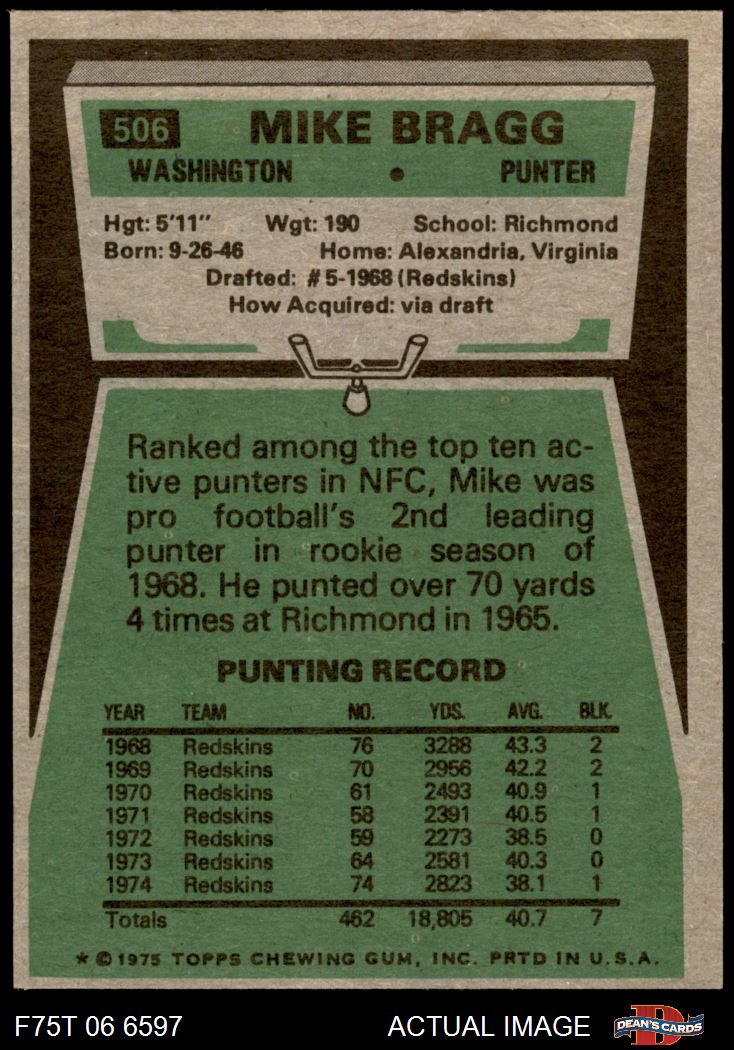 506 MIKE BRAGG
WASHINGTON • PUNTER
Hgt: 5'11" Wgt: 190 School: Richmond
Born: 9-26-46 Home: Alexandria, Virginia
Drafted: #5-1968 (Redskins)
How Acquired: via draft
Ranked among the top ten ac-
tive punters in NFC, Mike was
pro football's 2nd leading
punter in rookie season of
1968. He punted over 70 yards
4 times at Richmond in 1965.
PUNTING RECORD
YEAR TEAM NO. YDS. AVG. BLK.
1968 Redskins 76 3288 43.3 2
1969 Redskins 70 2956 42.2 2
1970 Redskins 61 2493 40.9 1
1971 Redskins 58 2391 40.5 1
1972 Redskins 59 2273 38.5 0
1973 Redskins 64 2581 40.3 0
1974 Redskins 74 2823 38.1 1
Totals 462 18,805 40.7 7
* © 1975 TOPPS CHEWING GUM, INC. PRTD IN U.S.A.
F75T 06 6597 ACTUAL IMAGE D DEAN'S CARDS